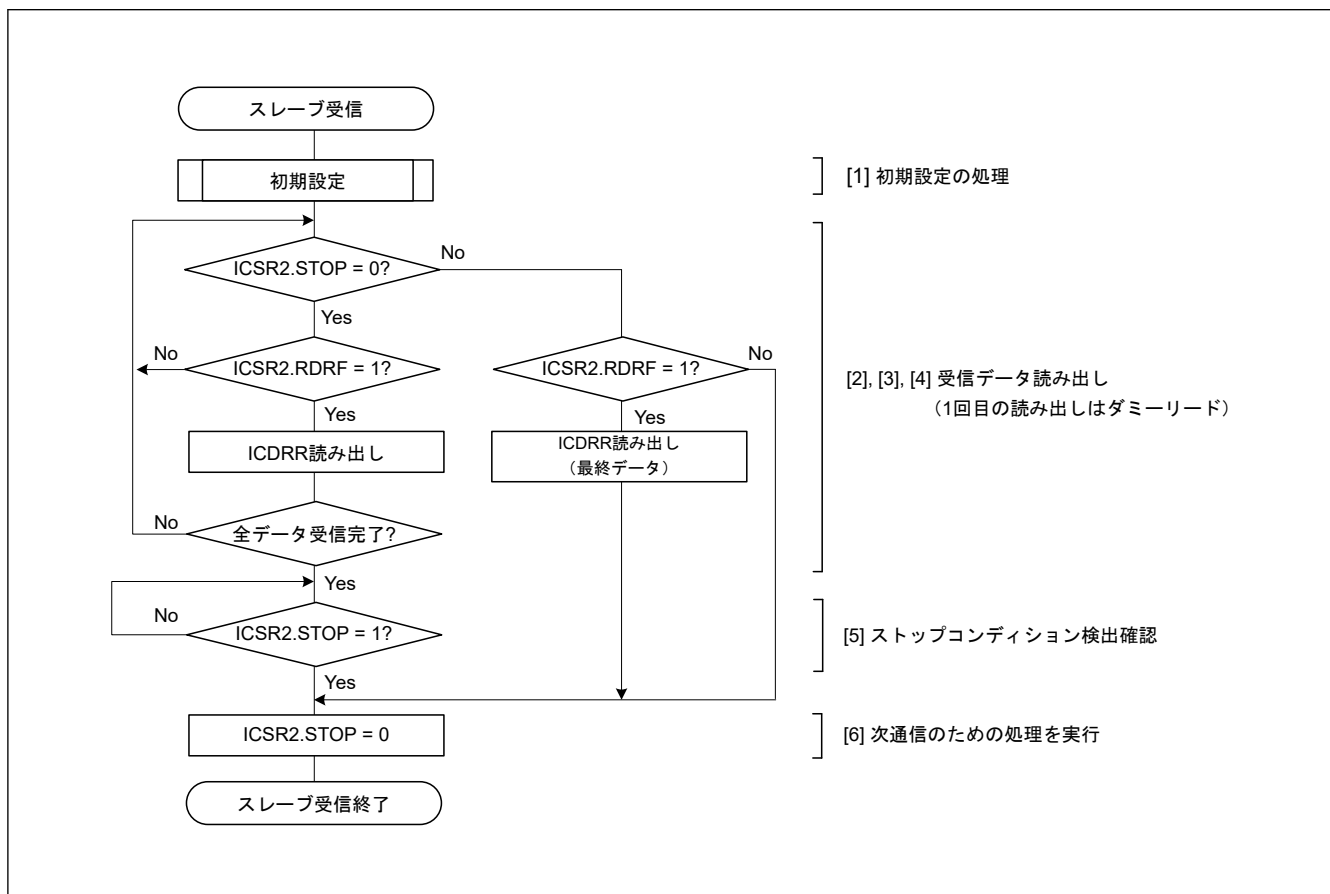 スレーブ受信
初期設定
[1] 初期設定の処理
ICSR2.STOP = 0?
No
Yes
No
ICSR2.RDRF = 1?
ICSR2.RDRF = 1?
No
[2], [3], [4] 受信データ読み出し
(1回目の読み出しはダミーリード)
Yes
Yes
ICDRR読み出し
ICDRR読み出し
(最終データ)
No
全データ受信完了?
Yes
No
ICSR2.STOP = 1?
[5] ストップコンディション検出確認
Yes
ICSR2.STOP = 0
[6] 次通信のための処理を実行
スレーブ受信終了